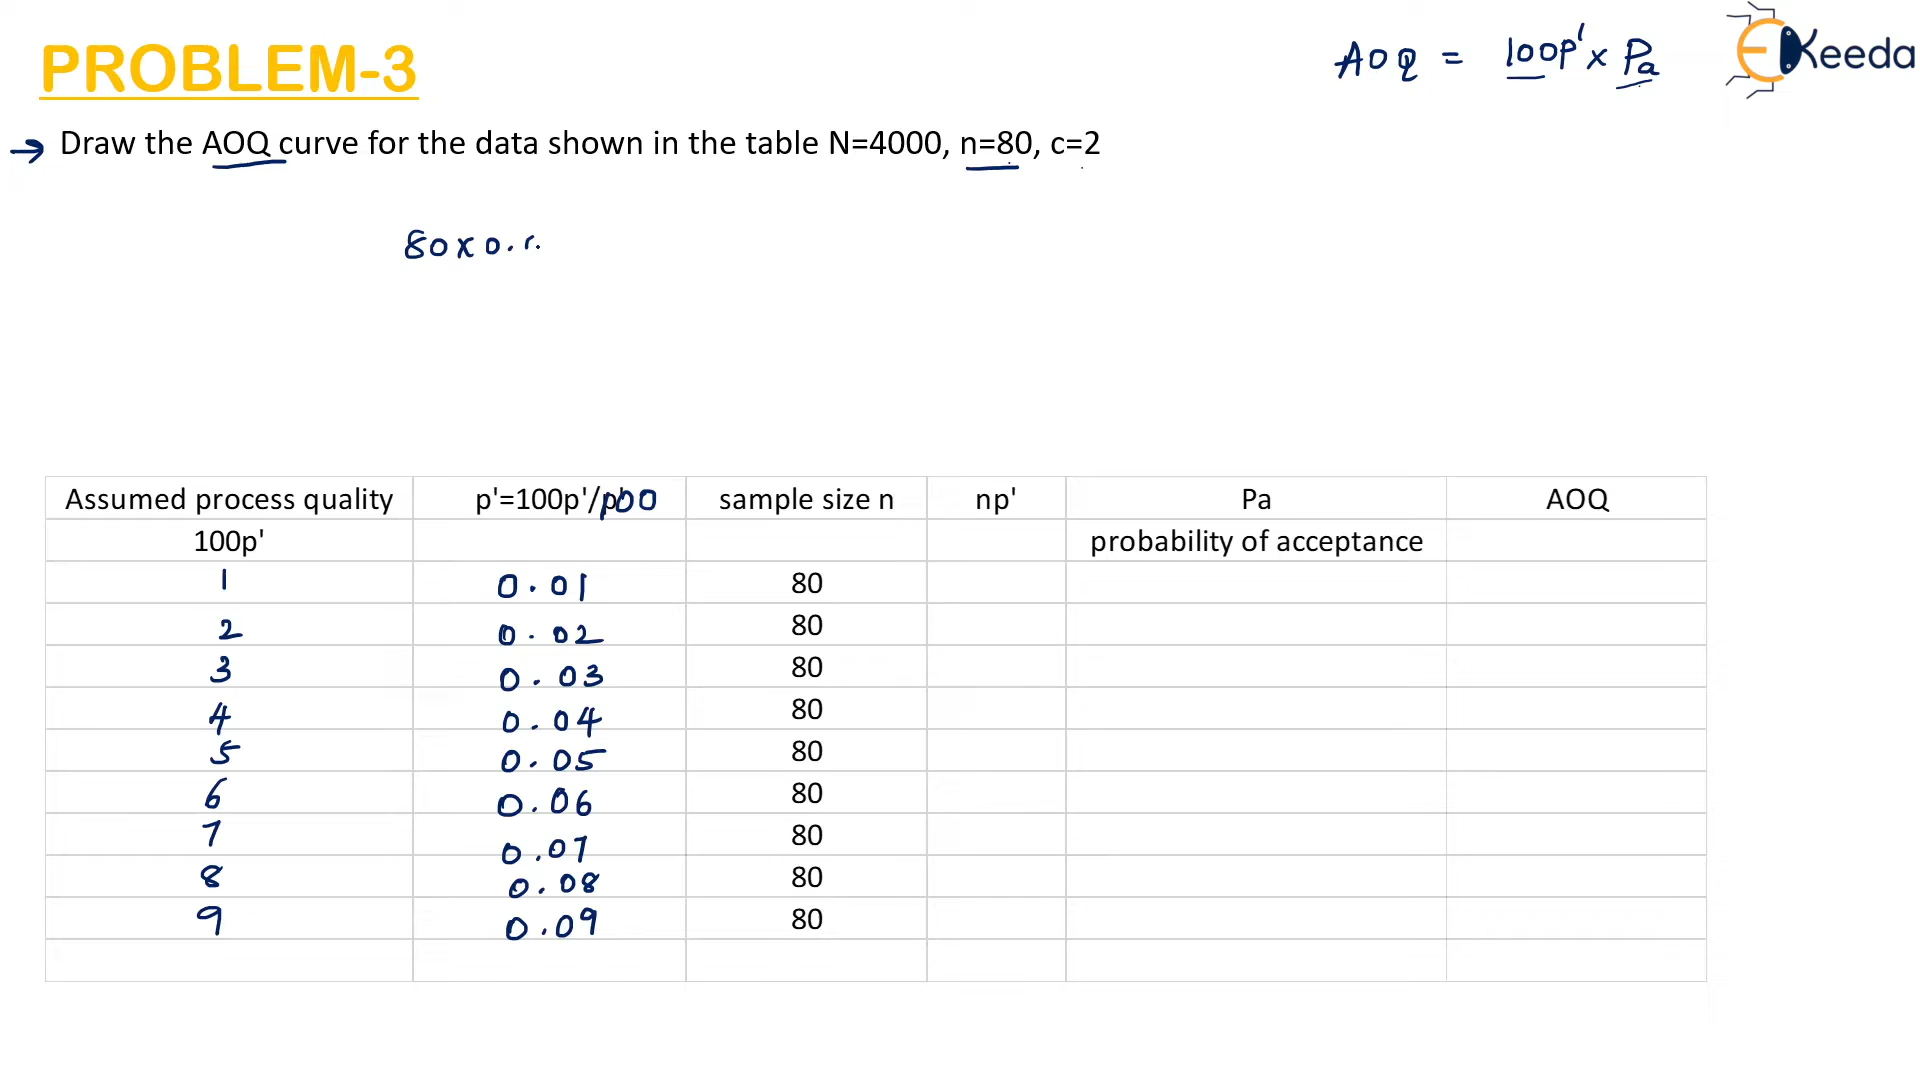 PROBLEM-3
AOQ = 100p' x Pa
Keeda
→ Draw the AOQ curve for the data shown in the table N=4000, n=80, c=2
80x0.
Assumed process quality p'=100p'/100 sample size n np' Pa AOQ
100p' probability of acceptance
1 0.01 80
2 0.02 80
3 0.03 80
4 0.04 80
5 0.05 80
6 0.06 80
7 0.07 80
8 0.08 80
9 0.09 80